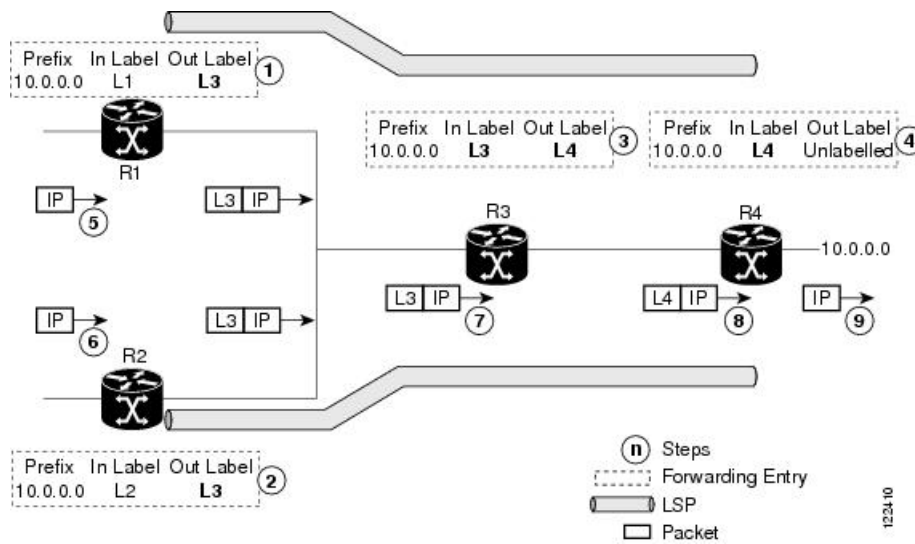 Prefix In Label Out Label
10.0.0.0 L1 L3
1
R1
Prefix In Label Out Label
10.0.0.0 L3 L4
3
Prefix In Label Out Label
10.0.0.0 L4 Unlabelled
4
IP
5
L3 IP
R3
R4
10.0.0.0
IP
6
L3 IP
L3 IP
7
L4 IP
8
IP
9
R2
Prefix In Label Out Label
10.0.0.0 L2 L3
2
n Steps
Forwarding Entry
LSP
Packet
122410